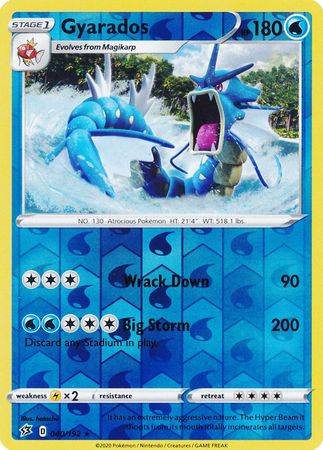 STAGE 1
Gyarados
HP 180
Evolves from Magikarp
NO. 130 Atrocious Pokémon HT: 21'4" WT: 518.1 lbs.
Wrack Down 90
Big Storm 200
Discard any Stadium in play.
weakness ×2 resistance retreat
Illus. hatachu
D 040/192 ★
It has an extremely aggressive nature. The Hyper Beam it
shoots from its mouth totally incinerates all targets.
©2020 Pokémon / Nintendo / Creatures / GAME FREAK